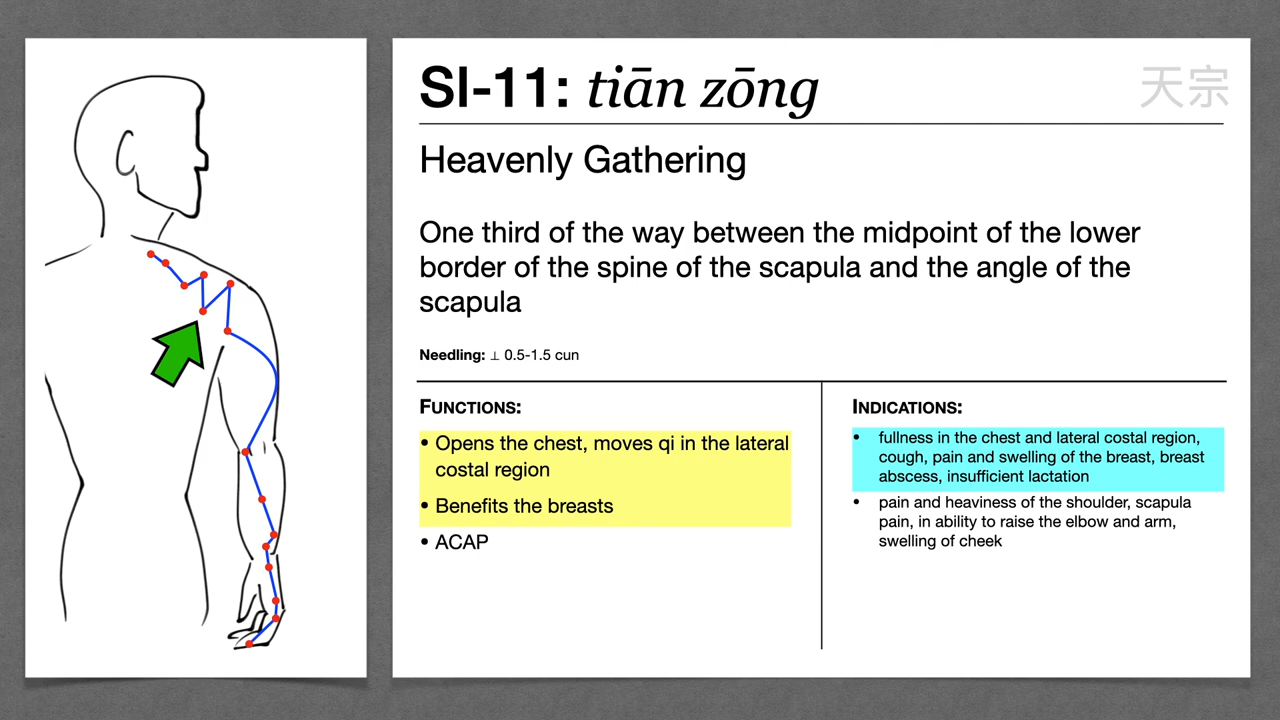 SI-11: tiān zōng
天宗
Heavenly Gathering
One third of the way between the midpoint of the lower
border of the spine of the scapula and the angle of the
scapula
Needling: ⊥ 0.5-1.5 cun
FUNCTIONS:
• Opens the chest, moves qi in the lateral
costal region
• Benefits the breasts
• ACAP
INDICATIONS:
• fullness in the chest and lateral costal region,
cough, pain and swelling of the breast, breast
abscess, insufficient lactation
• pain and heaviness of the shoulder, scapula
pain, in ability to raise the elbow and arm,
swelling of cheek